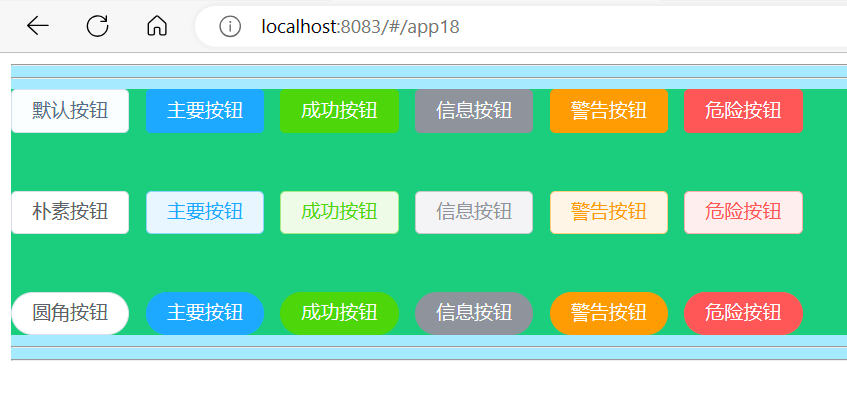 localhost:8083/#/app18
默认按钮 主要按钮 成功按钮 信息按钮 警告按钮 危险按钮
朴素按钮 主要按钮 成功按钮 信息按钮 警告按钮 危险按钮
圆角按钮 主要按钮 成功按钮 信息按钮 警告按钮 危险按钮